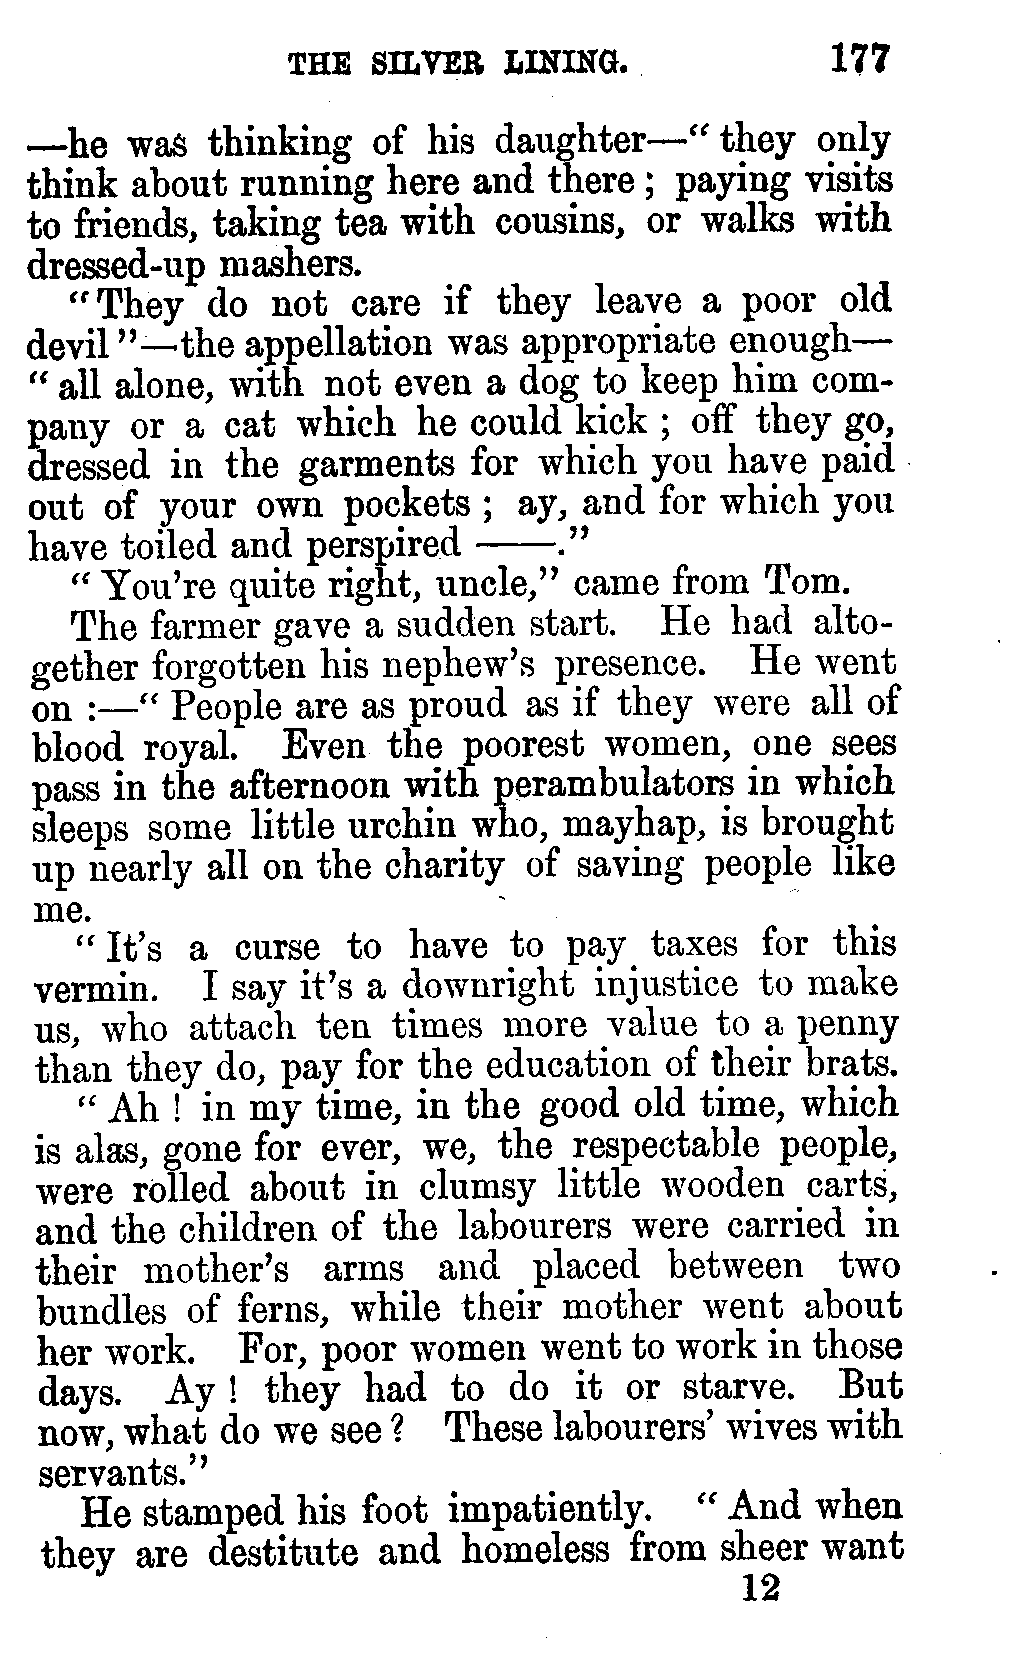 THE SILVER LINING. 177
—he was thinking of his daughter—“ they only
think about running here and there ; paying visits
to friends, taking tea with cousins, or walks with
dressed-up mashers.
“They do not care if they leave a poor old
devil”—the appellation was appropriate enough—
“ all alone, with not even a dog to keep him com-
pany or a cat which he could kick ; off they go,
dressed in the garments for which you have paid
out of your own pockets ; ay, and for which you
have toiled and perspired ——.”
“ You're quite right, uncle,” came from Tom.
The farmer gave a sudden start. He had alto-
gether forgotten his nephew's presence. He went
on :—“ People are as proud as if they were all of
blood royal. Even the poorest women, one sees
pass in the afternoon with perambulators in which
sleeps some little urchin who, mayhap, is brought
up nearly all on the charity of saving people like
me.
“ It's a curse to have to pay taxes for this
vermin. I say it's a downright injustice to make
us, who attach ten times more value to a penny
than they do, pay for the education of their brats.
“ Ah ! in my time, in the good old time, which
is alas, gone for ever, we, the respectable people,
were rolled about in clumsy little wooden carts,
and the children of the labourers were carried in
their mother's arms and placed between two
bundles of ferns, while their mother went about
her work. For, poor women went to work in those
days. Ay ! they had to do it or starve. But
now, what do we see ? These labourers' wives with
servants.”
He stamped his foot impatiently. “ And when
they are destitute and homeless from sheer want
12